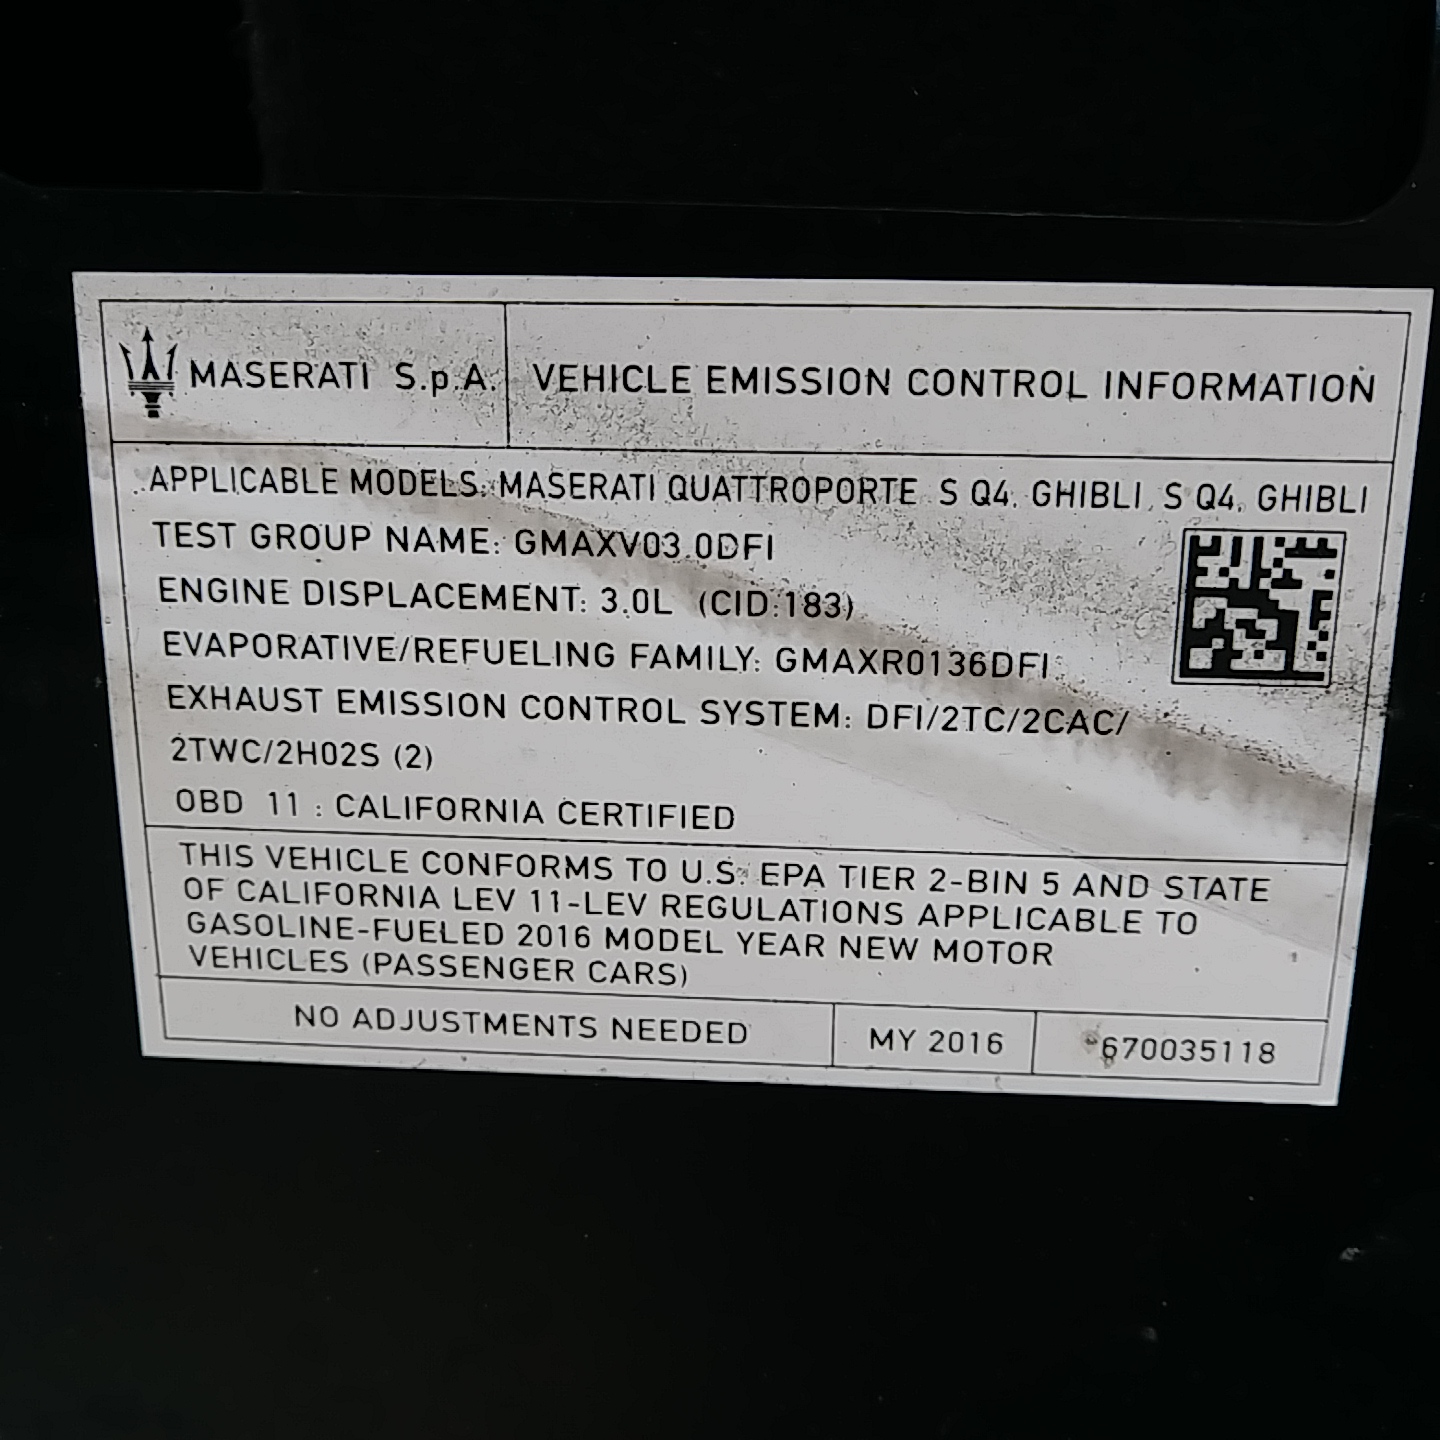 MASERATI S.p.A.
VEHICLE EMISSION CONTROL INFORMATION
APPLICABLE MODELS: MASERATI QUATTROPORTE S Q4, GHIBLI S Q4, GHIBLI
TEST GROUP NAME: GMAXV03.0DFI
ENGINE DISPLACEMENT: 3.0L (CID:183)
EVAPORATIVE/REFUELING FAMILY: GMAXR0136DFI
EXHAUST EMISSION CONTROL SYSTEM: DFI/2TC/2CAC/
2TWC/2HO2S (2)
OBD 11 : CALIFORNIA CERTIFIED
THIS VEHICLE CONFORMS TO U.S. EPA TIER 2-BIN 5 AND STATE
OF CALIFORNIA LEV 11-LEV REGULATIONS APPLICABLE TO
GASOLINE-FUELED 2016 MODEL YEAR NEW MOTOR
VEHICLES (PASSENGER CARS)
NO ADJUSTMENTS NEEDED
MY 2016
670035118